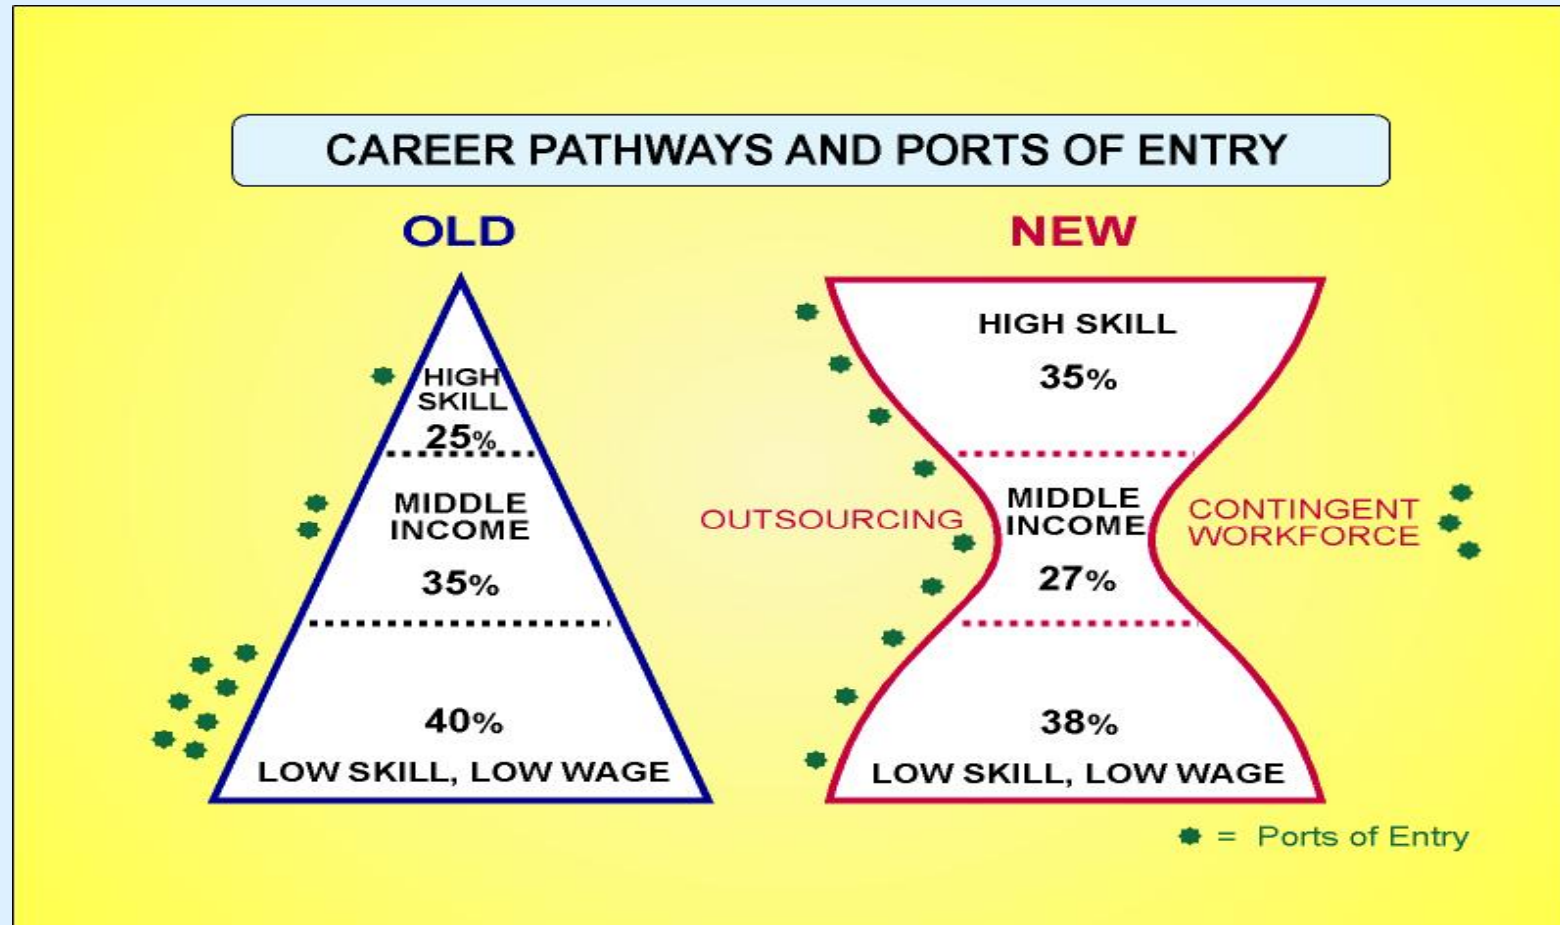 CAREER PATHWAYS AND PORTS OF ENTRY
OLD
HIGH
SKILL
25%
MIDDLE
INCOME
35%
40%
LOW SKILL, LOW WAGE
NEW
HIGH SKILL
35%
OUTSOURCING
MIDDLE
INCOME
27%
CONTINGENT
WORKFORCE
38%
LOW SKILL, LOW WAGE
= Ports of Entry